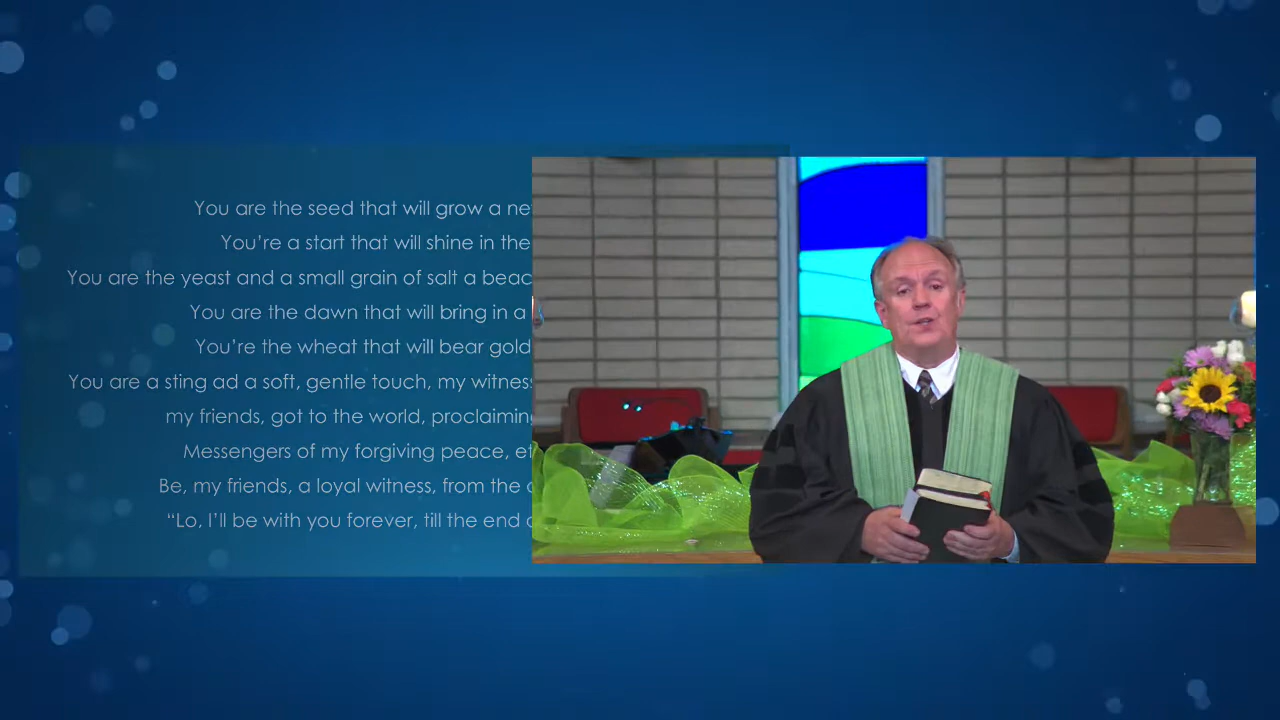 You are the seed that will grow a ne
You're a start that will shine in the
You are the yeast and a small grain of salt a beac
You are the dawn that will bring in a
You're the wheat that will bear gold
You are a sting ad a soft, gentle touch, my witness
my friends, got to the world, proclaiming
Messengers of my forgiving peace, et
Be, my friends, a loyal witness, from the
“Lo, I'll be with you forever, till the end